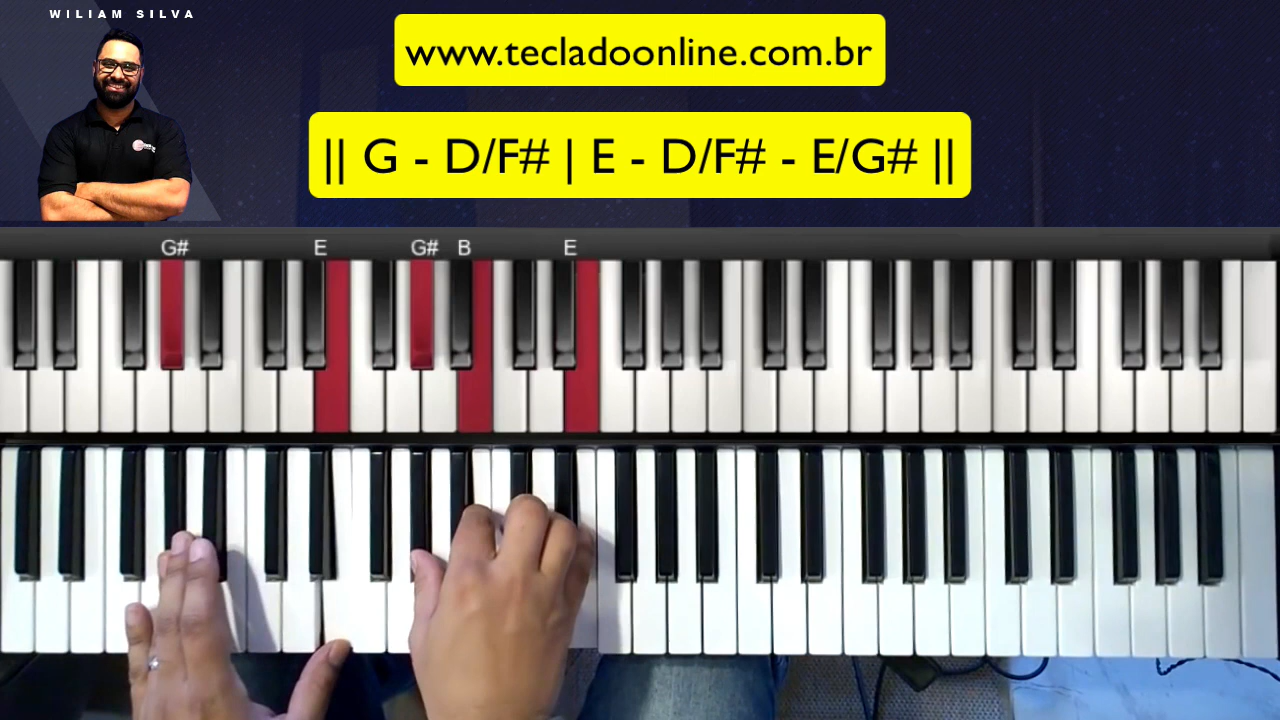 WILIAM SILVA
www.tecladoonline.com.br
|| G - D/F# | E - D/F# - E/G# ||
G# E G# B E